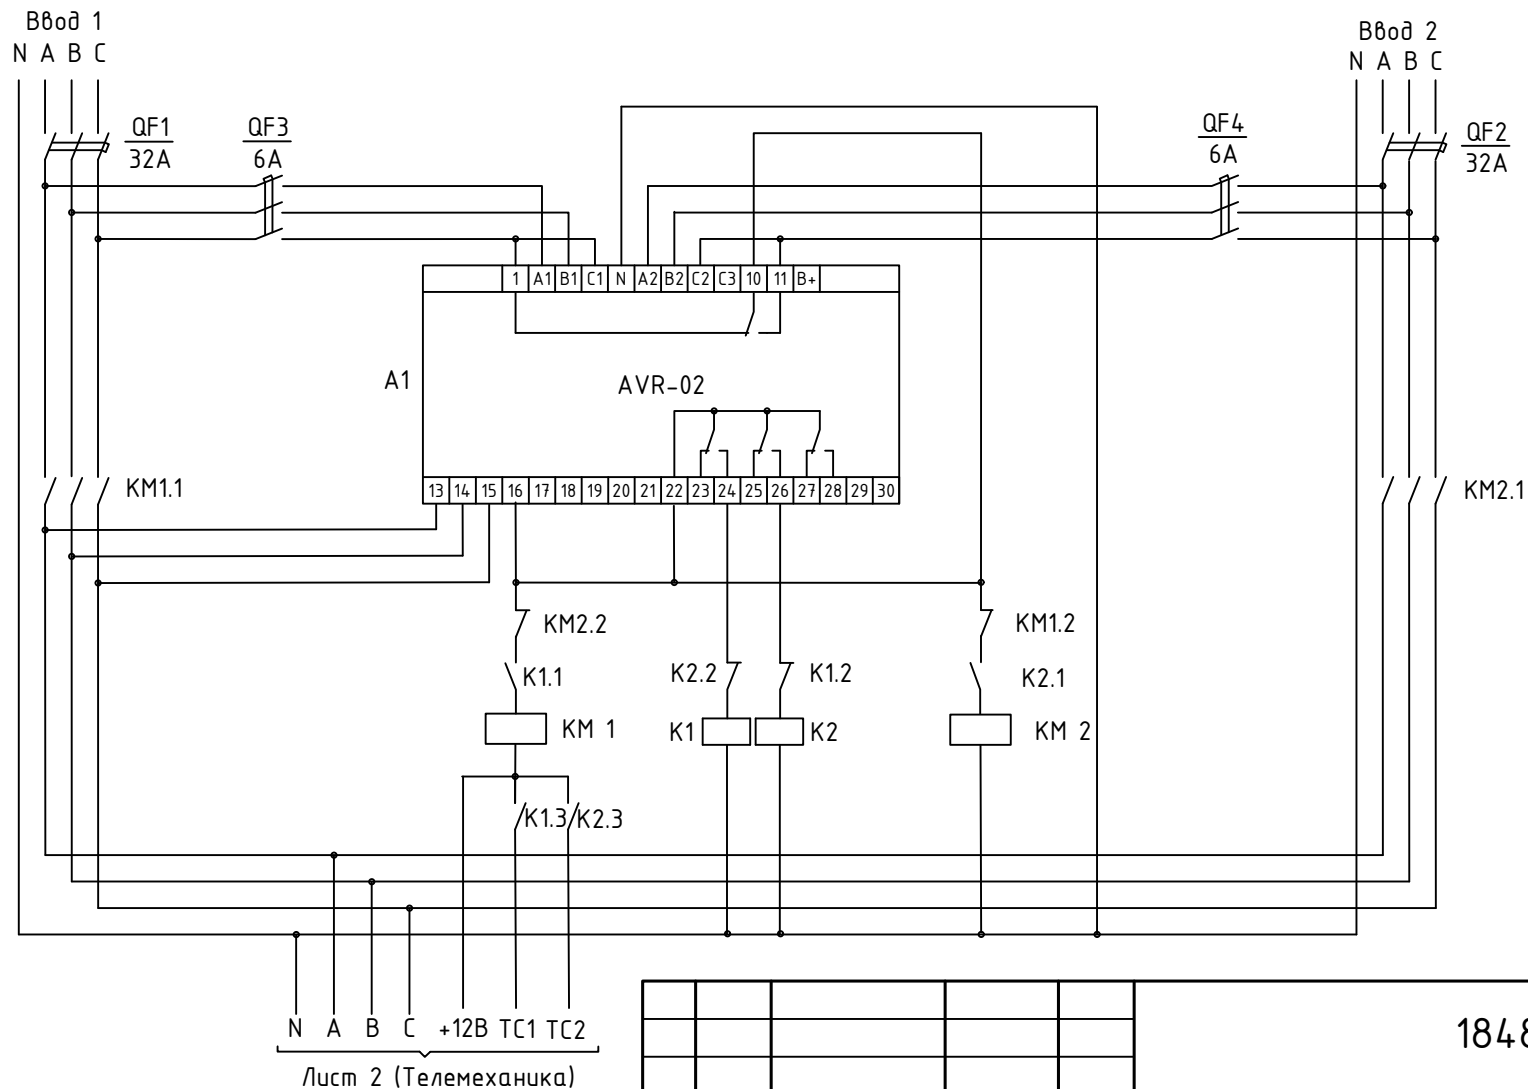 Ввод 1
N A B C
Ввод 2
N A B C
QF1
32A
QF3
6A
QF4
6A
QF2
32A
1 A1 B1 C1 N A2 B2 C2 C3 10 11 B+
A1
AVR-02
KM1.1
13 14 15 16 17 18 19 20 21 22 23 24 25 26 27 28 29 30
KM2.1
KM2.2
KM1.2
K1.1
K2.2
K1.2
K2.1
KM 1
K1
K2
KM 2
K1.3
K2.3
N A B C +12В ТС1 ТС2
Лист 2 (Телемеханика)
1848